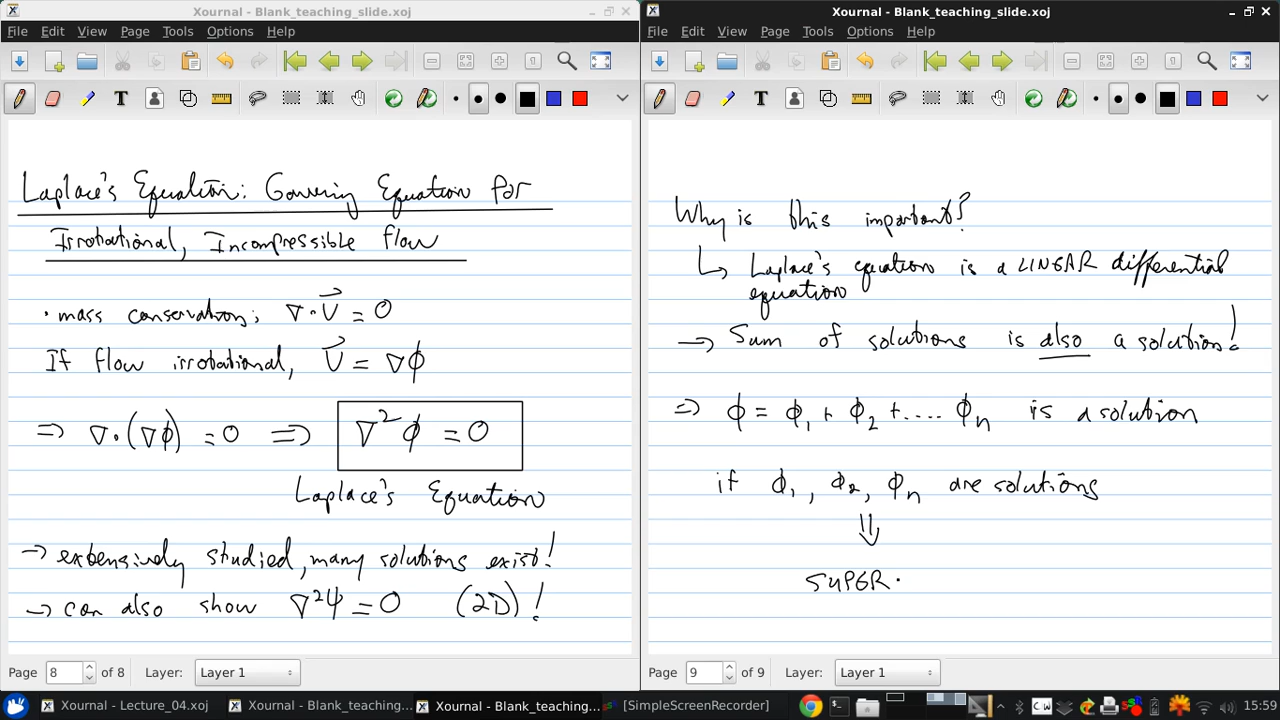 Xournal - Blank_teaching_slide.xoj
File Edit View Page Tools Options Help
Laplace's Equation: Governing Equation for
Irrotational, Incompressible flow
· mass conservation: ∇·V⃗ = 0
If flow irrotational, V⃗ = ∇ϕ
⇒ ∇·(∇ϕ) = 0 ⇒ ∇²ϕ = 0
Laplace's Equation
→ extensively studied, many solutions exist!
→ can also show ∇²ψ = 0 (2D)!
Page 8 of 8 Layer: Layer 1
Xournal - Blank_teaching_slide.xoj
File Edit View Page Tools Options Help
Why is this important?
↳ Laplace's equation is a LINEAR differential
equation
→ Sum of solutions is also a solution!
⇒ ϕ = ϕ₁ + ϕ₂ + .... ϕₙ is a solution
if ϕ₁, ϕ₂, ϕₙ are solutions
⇓
SUPER
Page 9 of 9 Layer: Layer 1
Xournal - Lecture_04.xoj Xournal - Blank_teaching... Xournal - Blank_teaching... [SimpleScreenRecorder] 15:59